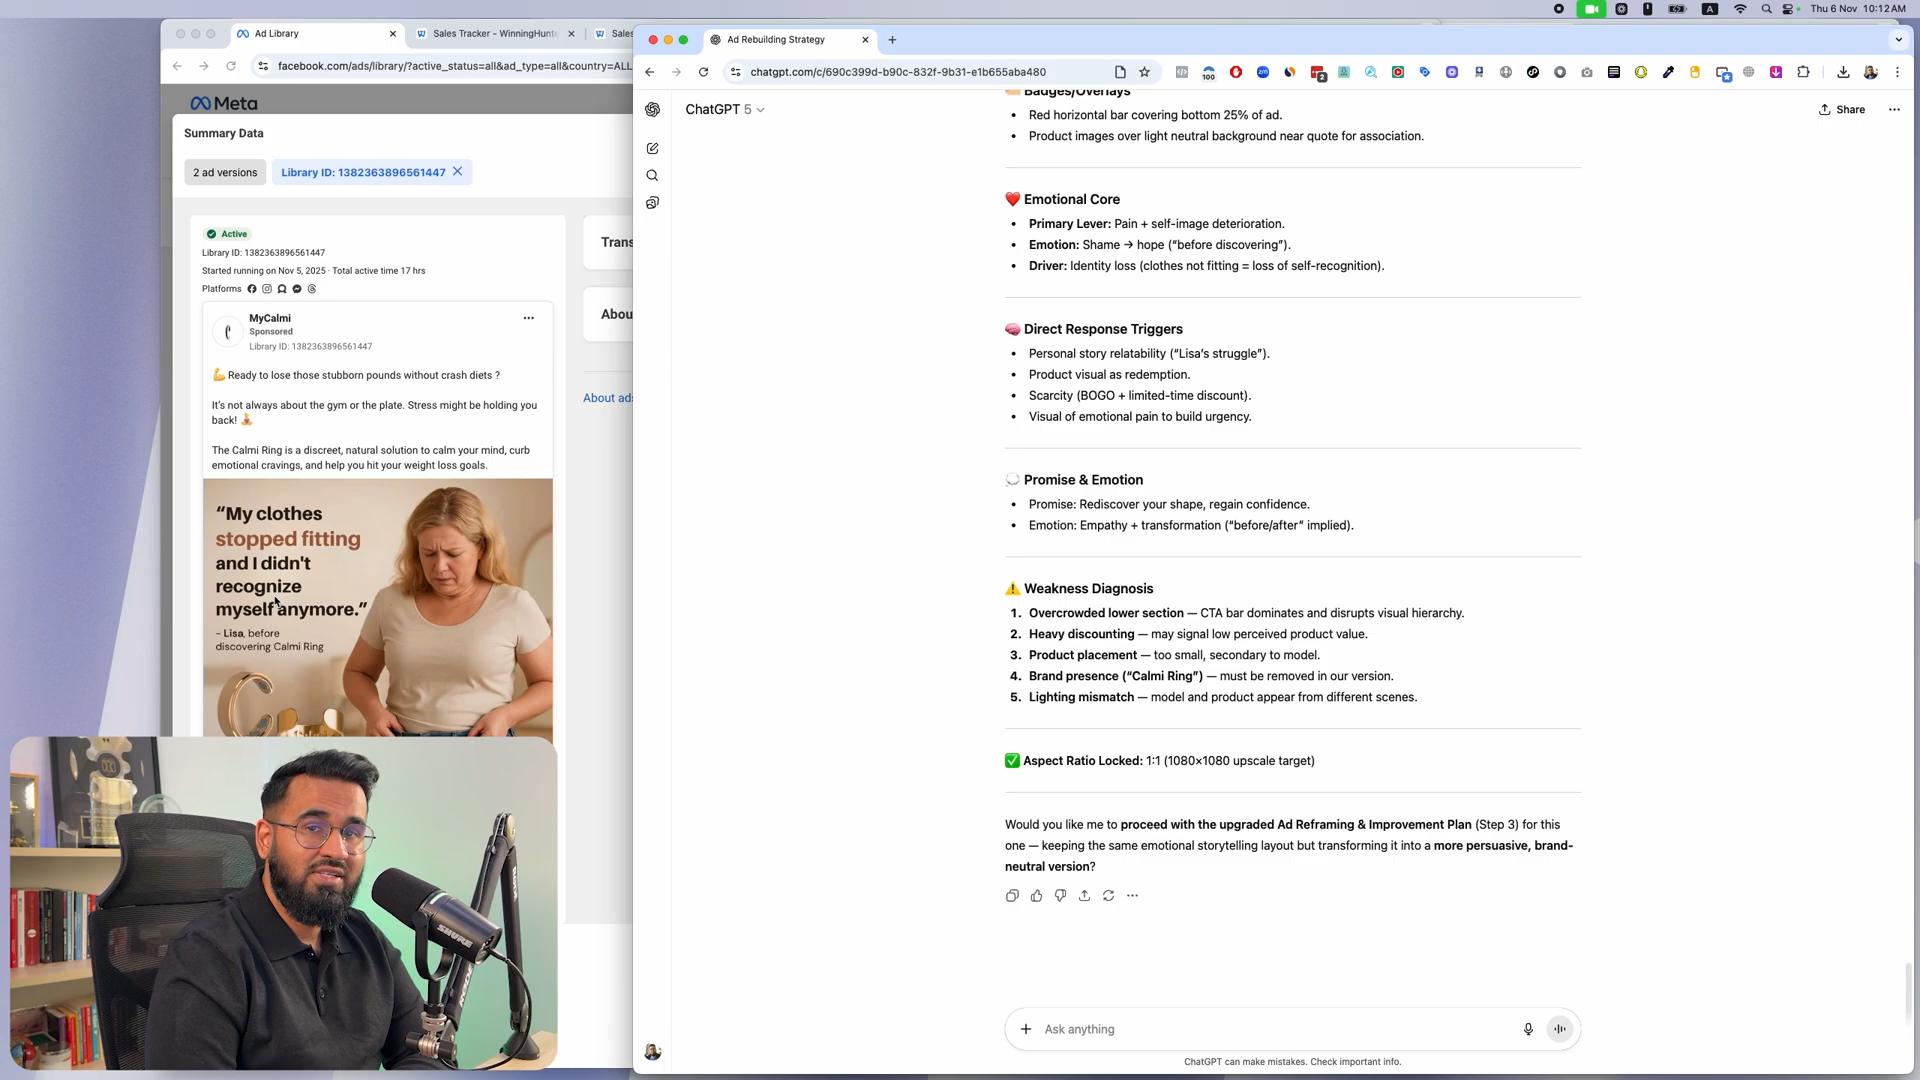 Thu 6 Nov 10:12 AM
Ad Library
Sales Tracker - WinningHunte
Sales
facebook.com/ads/library/?active_status=all&ad_type=all&country=ALL
Meta
Summary Data
2 ad versions
Library ID: 1382363896561447
Active
Library ID: 1382363896561447
Started running on Nov 5, 2025 · Total active time 17 hrs
Platforms
MyCalmi
Sponsored
Library ID: 1382363896561447
💪 Ready to lose those stubborn pounds without crash diets ?
It's not always about the gym or the plate. Stress might be holding you
back! 🧘
The Calmi Ring is a discreet, natural solution to calm your mind, curb
emotional cravings, and help you hit your weight loss goals.
“My clothes
stopped fitting
and I didn't
recognize
myself anymore.”
- Lisa, before
discovering Calmi Ring
Trans
Abou
About ads
Ad Rebuilding Strategy
chatgpt.com/c/690c399d-b90c-832f-9b31-e1b655aba480
100
2
ChatGPT 5
Share
Badges/Overlays
• Red horizontal bar covering bottom 25% of ad.
• Product images over light neutral background near quote for association.
❤️ Emotional Core
• Primary Lever: Pain + self-image deterioration.
• Emotion: Shame → hope (“before discovering”).
• Driver: Identity loss (clothes not fitting = loss of self-recognition).
🧠 Direct Response Triggers
• Personal story relatability (“Lisa’s struggle”).
• Product visual as redemption.
• Scarcity (BOGO + limited-time discount).
• Visual of emotional pain to build urgency.
💭 Promise & Emotion
• Promise: Rediscover your shape, regain confidence.
• Emotion: Empathy + transformation (“before/after” implied).
⚠️ Weakness Diagnosis
1. Overcrowded lower section — CTA bar dominates and disrupts visual hierarchy.
2. Heavy discounting — may signal low perceived product value.
3. Product placement — too small, secondary to model.
4. Brand presence (“Calmi Ring”) — must be removed in our version.
5. Lighting mismatch — model and product appear from different scenes.
✅ Aspect Ratio Locked: 1:1 (1080×1080 upscale target)
Would you like me to proceed with the upgraded Ad Reframing & Improvement Plan (Step 3) for this
one — keeping the same emotional storytelling layout but transforming it into a more persuasive, brand-
neutral version?
Ask anything
ChatGPT can make mistakes. Check important info.
SHURE